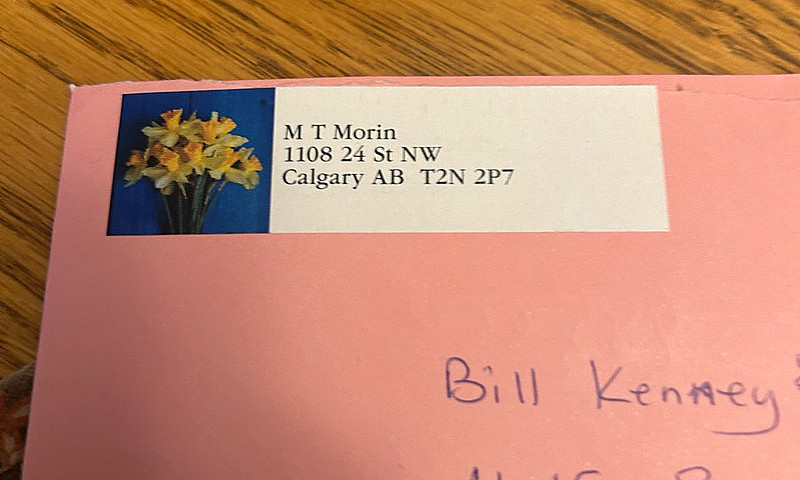 M T Morin
1108 24 St NW
Calgary AB T2N 2P7
Bill Kenney